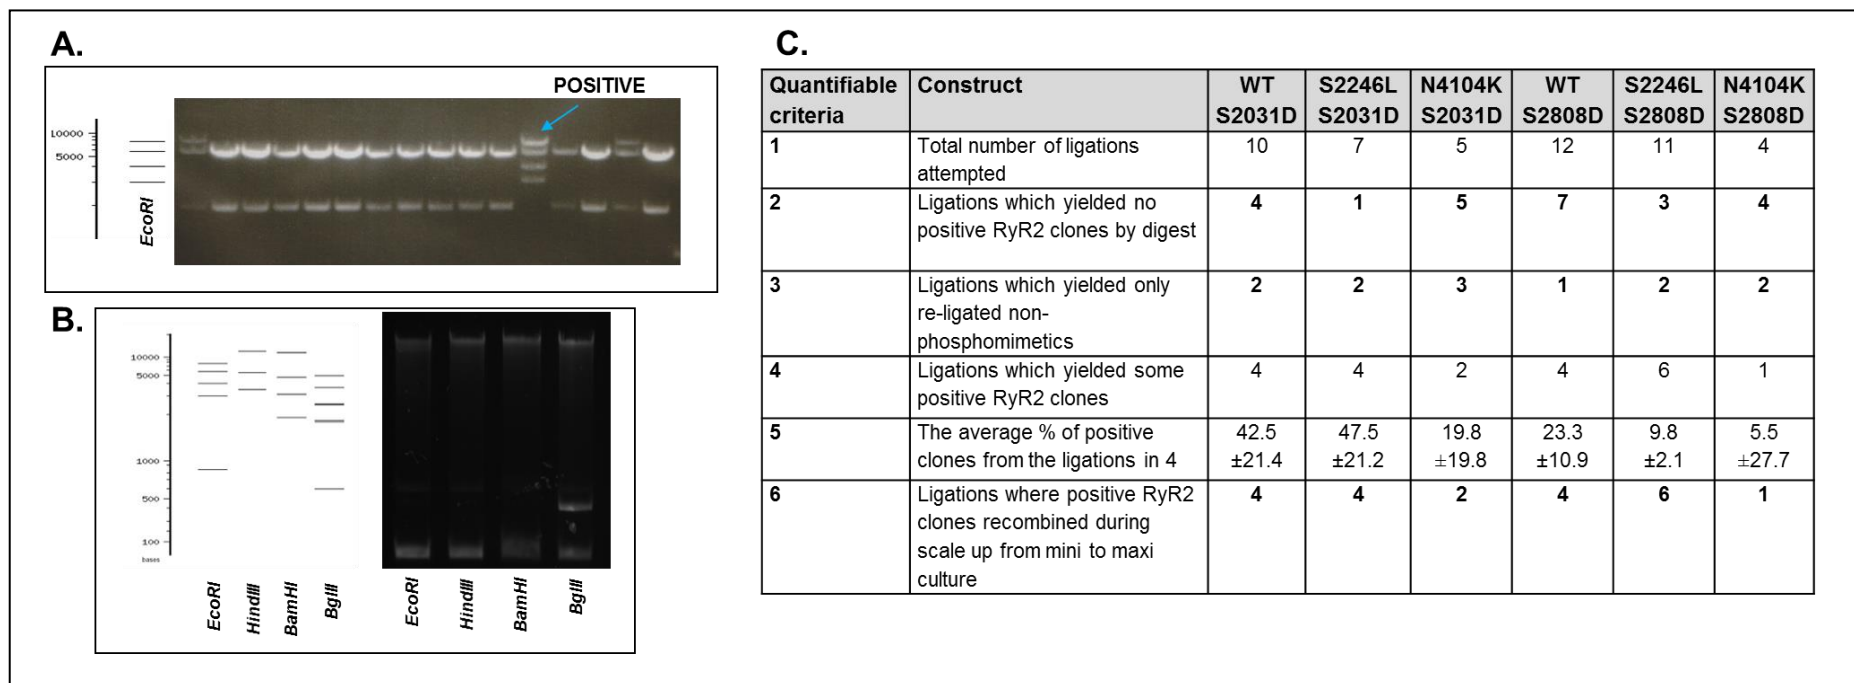 A.
POSITIVE
10000
5000
EcoRI
B.
10000
5000
1000
500
100
bases
EcoRI
HindIII
BamHI
BglII
EcoRI
HindIII
BamHI
BglII
C.
Quantifiable criteria Construct WT S2031D S2246L S2031D N4104K S2031D WT S2808D S2246L S2808D N4104K S2808D
1 Total number of ligations attempted 10 7 5 12 11 4
2 Ligations which yielded no positive RyR2 clones by digest 4 1 5 7 3 4
3 Ligations which yielded only re-ligated non-phosphomimetics 2 2 3 1 2 2
4 Ligations which yielded some positive RyR2 clones 4 4 2 4 6 1
5 The average % of positive clones from the ligations in 4 42.5 ±21.4 47.5 ±21.2 19.8 ±19.8 23.3 ±10.9 9.8 ±2.1 5.5 ±27.7
6 Ligations where positive RyR2 clones recombined during scale up from mini to maxi culture 4 4 2 4 6 1